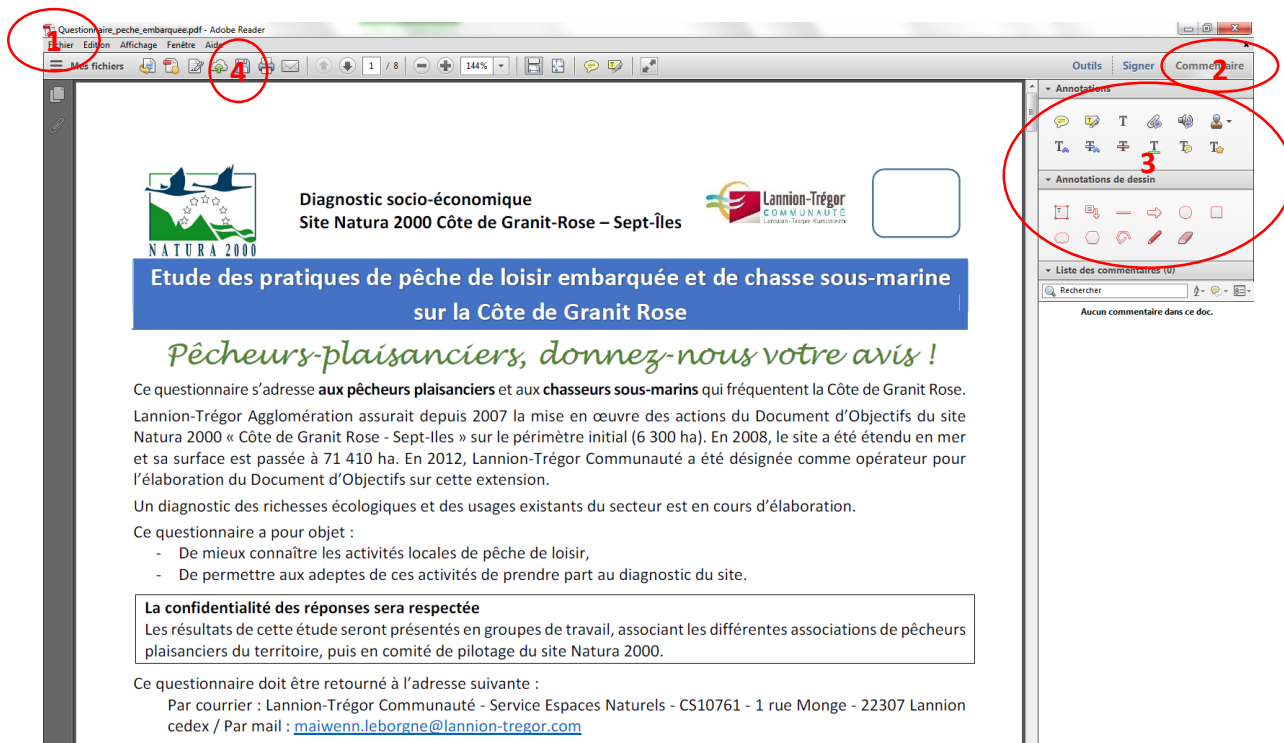 Questionnaire_peche_embarquee.pdf - Adobe Reader
1
Fichier Edition Affichage Fenêtre Aide
Mes fichiers 4 1 / 8 144% Outils Signer Commentaire
2
Annotations
3
Annotations de dessin
Liste des commentaires (0)
Rechercher
Aucun commentaire dans ce doc.
NATURA 2000
Diagnostic socio-économique
Site Natura 2000 Côte de Granit-Rose – Sept-Îles
Lannion-Trégor
COMMUNAUTÉ
Etude des pratiques de pêche de loisir embarquée et de chasse sous-marine
sur la Côte de Granit Rose
Pêcheurs-plaisanciers, donnez-nous votre avis !
Ce questionnaire s’adresse aux pêcheurs plaisanciers et aux chasseurs sous-marins qui fréquentent la Côte de Granit Rose.
Lannion-Trégor Agglomération assurait depuis 2007 la mise en œuvre des actions du Document d’Objectifs du site
Natura 2000 « Côte de Granit Rose - Sept-Iles » sur le périmètre initial (6 300 ha). En 2008, le site a été étendu en mer
et sa surface est passée à 71 410 ha. En 2012, Lannion-Trégor Communauté a été désignée comme opérateur pour
l’élaboration du Document d’Objectifs sur cette extension.
Un diagnostic des richesses écologiques et des usages existants du secteur est en cours d’élaboration.
Ce questionnaire a pour objet :
- De mieux connaître les activités locales de pêche de loisir,
- De permettre aux adeptes de ces activités de prendre part au diagnostic du site.
La confidentialité des réponses sera respectée
Les résultats de cette étude seront présentés en groupes de travail, associant les différentes associations de pêcheurs
plaisanciers du territoire, puis en comité de pilotage du site Natura 2000.
Ce questionnaire doit être retourné à l’adresse suivante :
Par courrier : Lannion-Trégor Communauté - Service Espaces Naturels - CS10761 - 1 rue Monge - 22307 Lannion
cedex / Par mail : maiwenn.leborgne@lannion-tregor.com